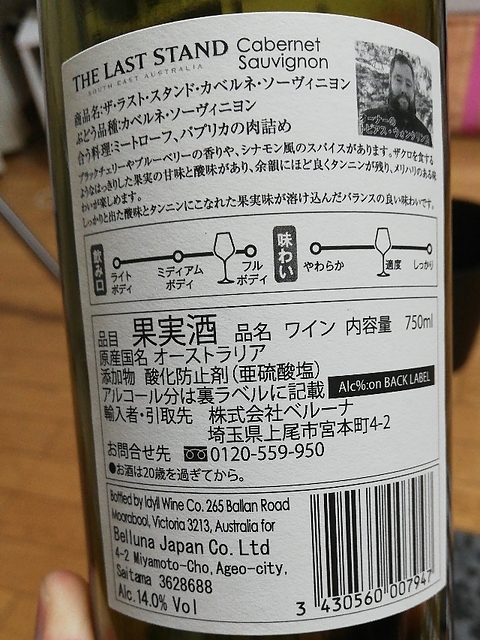 THE LAST STAND
SOUTH EAST AUSTRALIA
Cabernet
Sauvignon
商品名:ザ・ラスト・スタンド・カベルネ・ソーヴィニヨン
ぶどう品種:カベルネ・ソーヴィニヨン
合う料理:ミートローフ、パプリカの肉詰め
オーナーの
ブラックチェリーやブルーベリーの香りや、シナモン風のスパイスがあります。ザクロを食する
ようなはっきりした果実の甘味と酸味があり、余韻にほど良くタンニンが残り、メリハリのある味
わいが楽しめます。
しっかりと出た酸味とタンニンにこなれた果実味が溶け込んだバランスの良い味わいです。
飲み口
ライト
ボディ
ミディアム
ボディ
フル
ボディ
味わい
やわらか
適度
しっかり
品目 果実酒 品名 ワイン 内容量 750ml
原産国名 オーストラリア
添加物 酸化防止剤(亜硫酸塩)
アルコール分は裏ラベルに記載 Alc%:on BACK LABEL
輸入者・引取先 株式会社ベルーナ
埼玉県上尾市宮本町4-2
お問合せ先 0120-559-950
●お酒は20歳を過ぎてから。
Bottled by Idyll Wine Co. 265 Ballan Road
Moorabool, Victoria 3213, Australia for
Belluna Japan Co. Ltd
4-2 Miyamoto-Cho, Ageo-city,
Saitama 3628688
Alc. 14.0% Vol
3 430560 007947